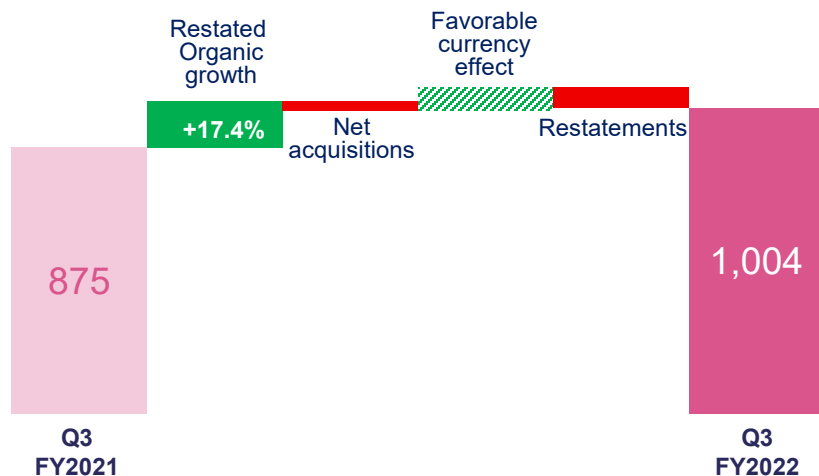 Restated
Organic
growth
+17.4%
Net
acquisitions
Favorable
currency
effect
Restatements
875
1,004
Q3
FY2021
Q3
FY2022